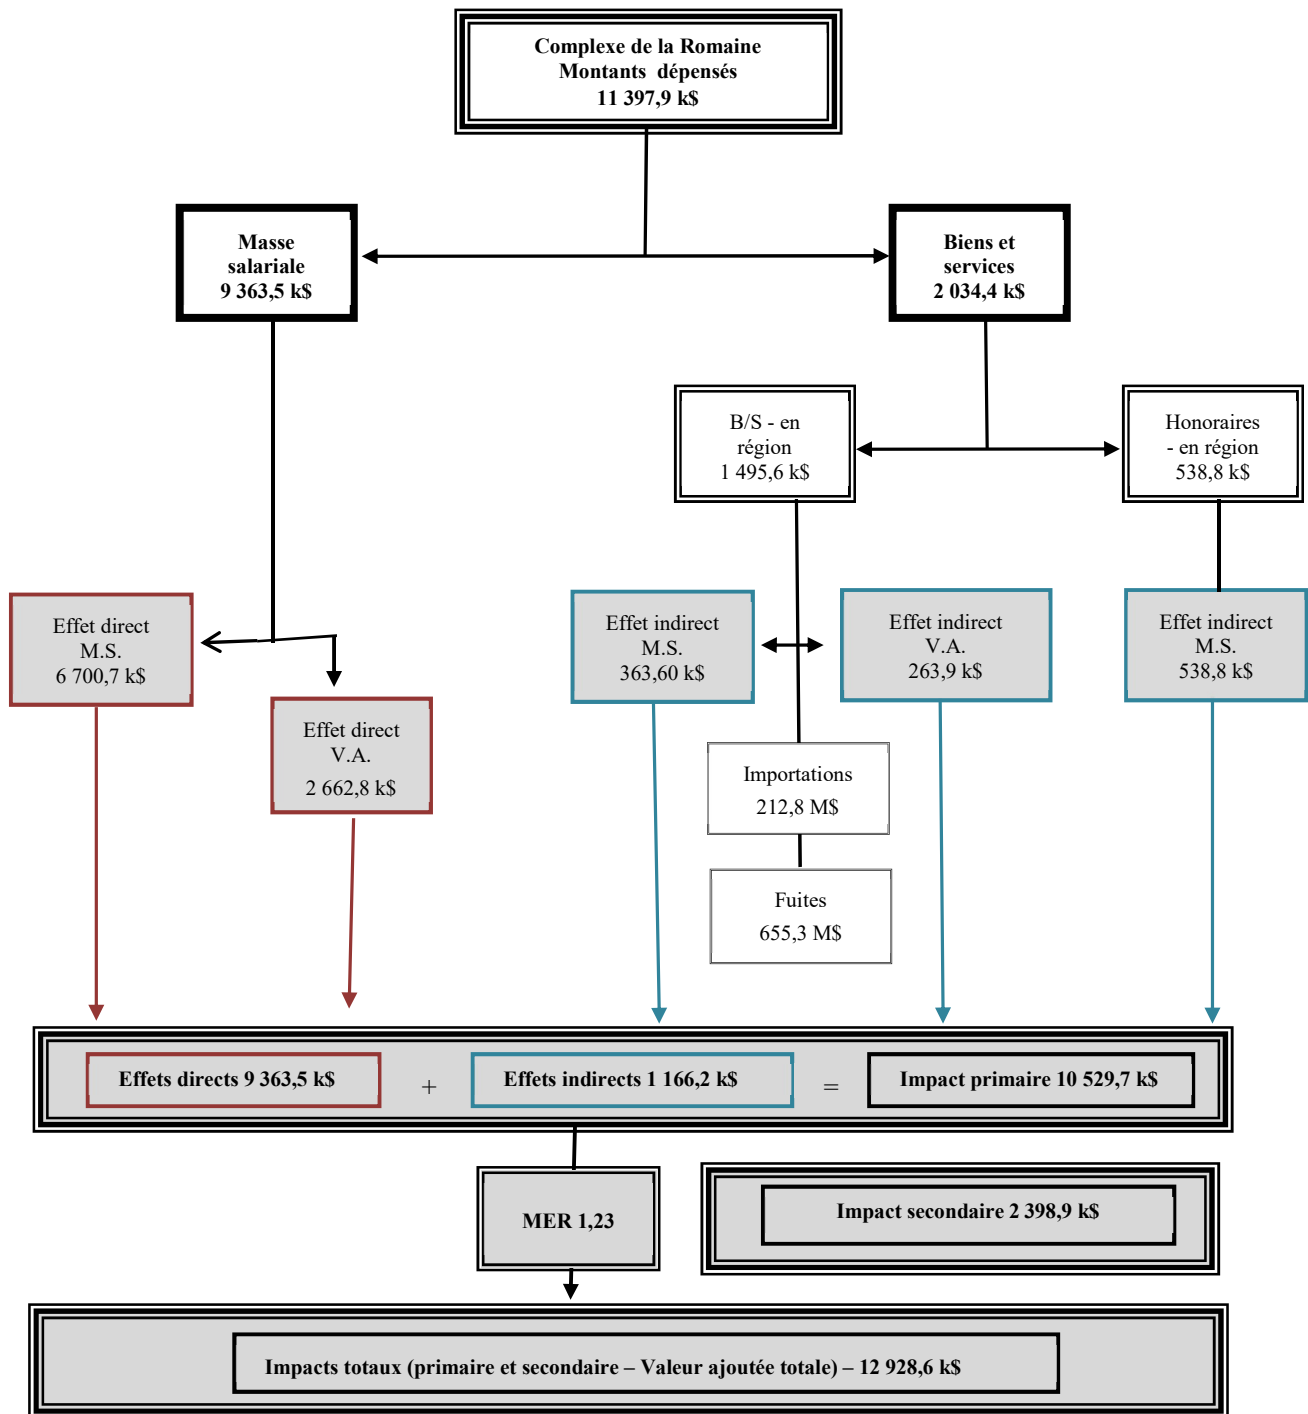 Complexe de la Romaine
Montants dépensés
11 397,9 k$
Masse
salariale
9 363,5 k$
Biens et
services
2 034,4 k$
B/S - en
région
1 495,6 k$
Honoraires
- en région
538,8 k$
Effet direct
M.S.
6 700,7 k$
Effet direct
V.A.
2 662,8 k$
Effet indirect
M.S.
363,60 k$
Effet indirect
V.A.
263,9 k$
Effet indirect
M.S.
538,8 k$
Importations
212,8 M$
Fuites
655,3 M$
Effets directs 9 363,5 k$
+
Effets indirects 1 166,2 k$
=
Impact primaire 10 529,7 k$
MER 1,23
Impact secondaire 2 398,9 k$
Impacts totaux (primaire et secondaire – Valeur ajoutée totale) – 12 928,6 k$